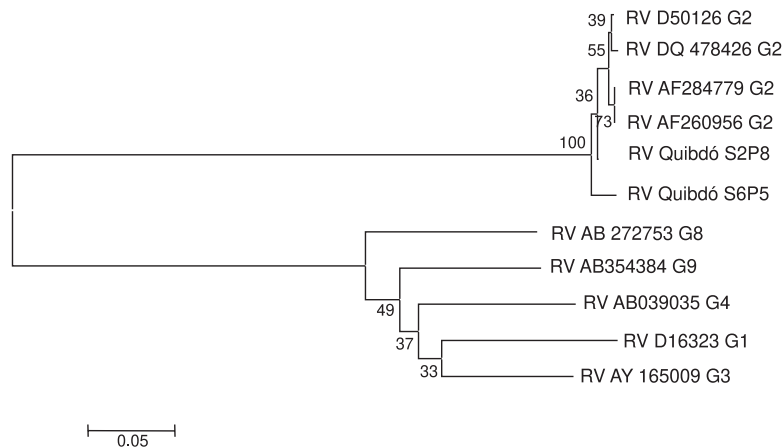 39
RV D50126 G2
55
RV DQ 478426 G2
36
RV AF284779 G2
73
RV AF260956 G2
100
RV Quibdó S2P8
RV Quibdó S6P5
RV AB 272753 G8
RV AB354384 G9
49
RV AB039035 G4
37
RV D16323 G1
33
RV AY 165009 G3
0.05